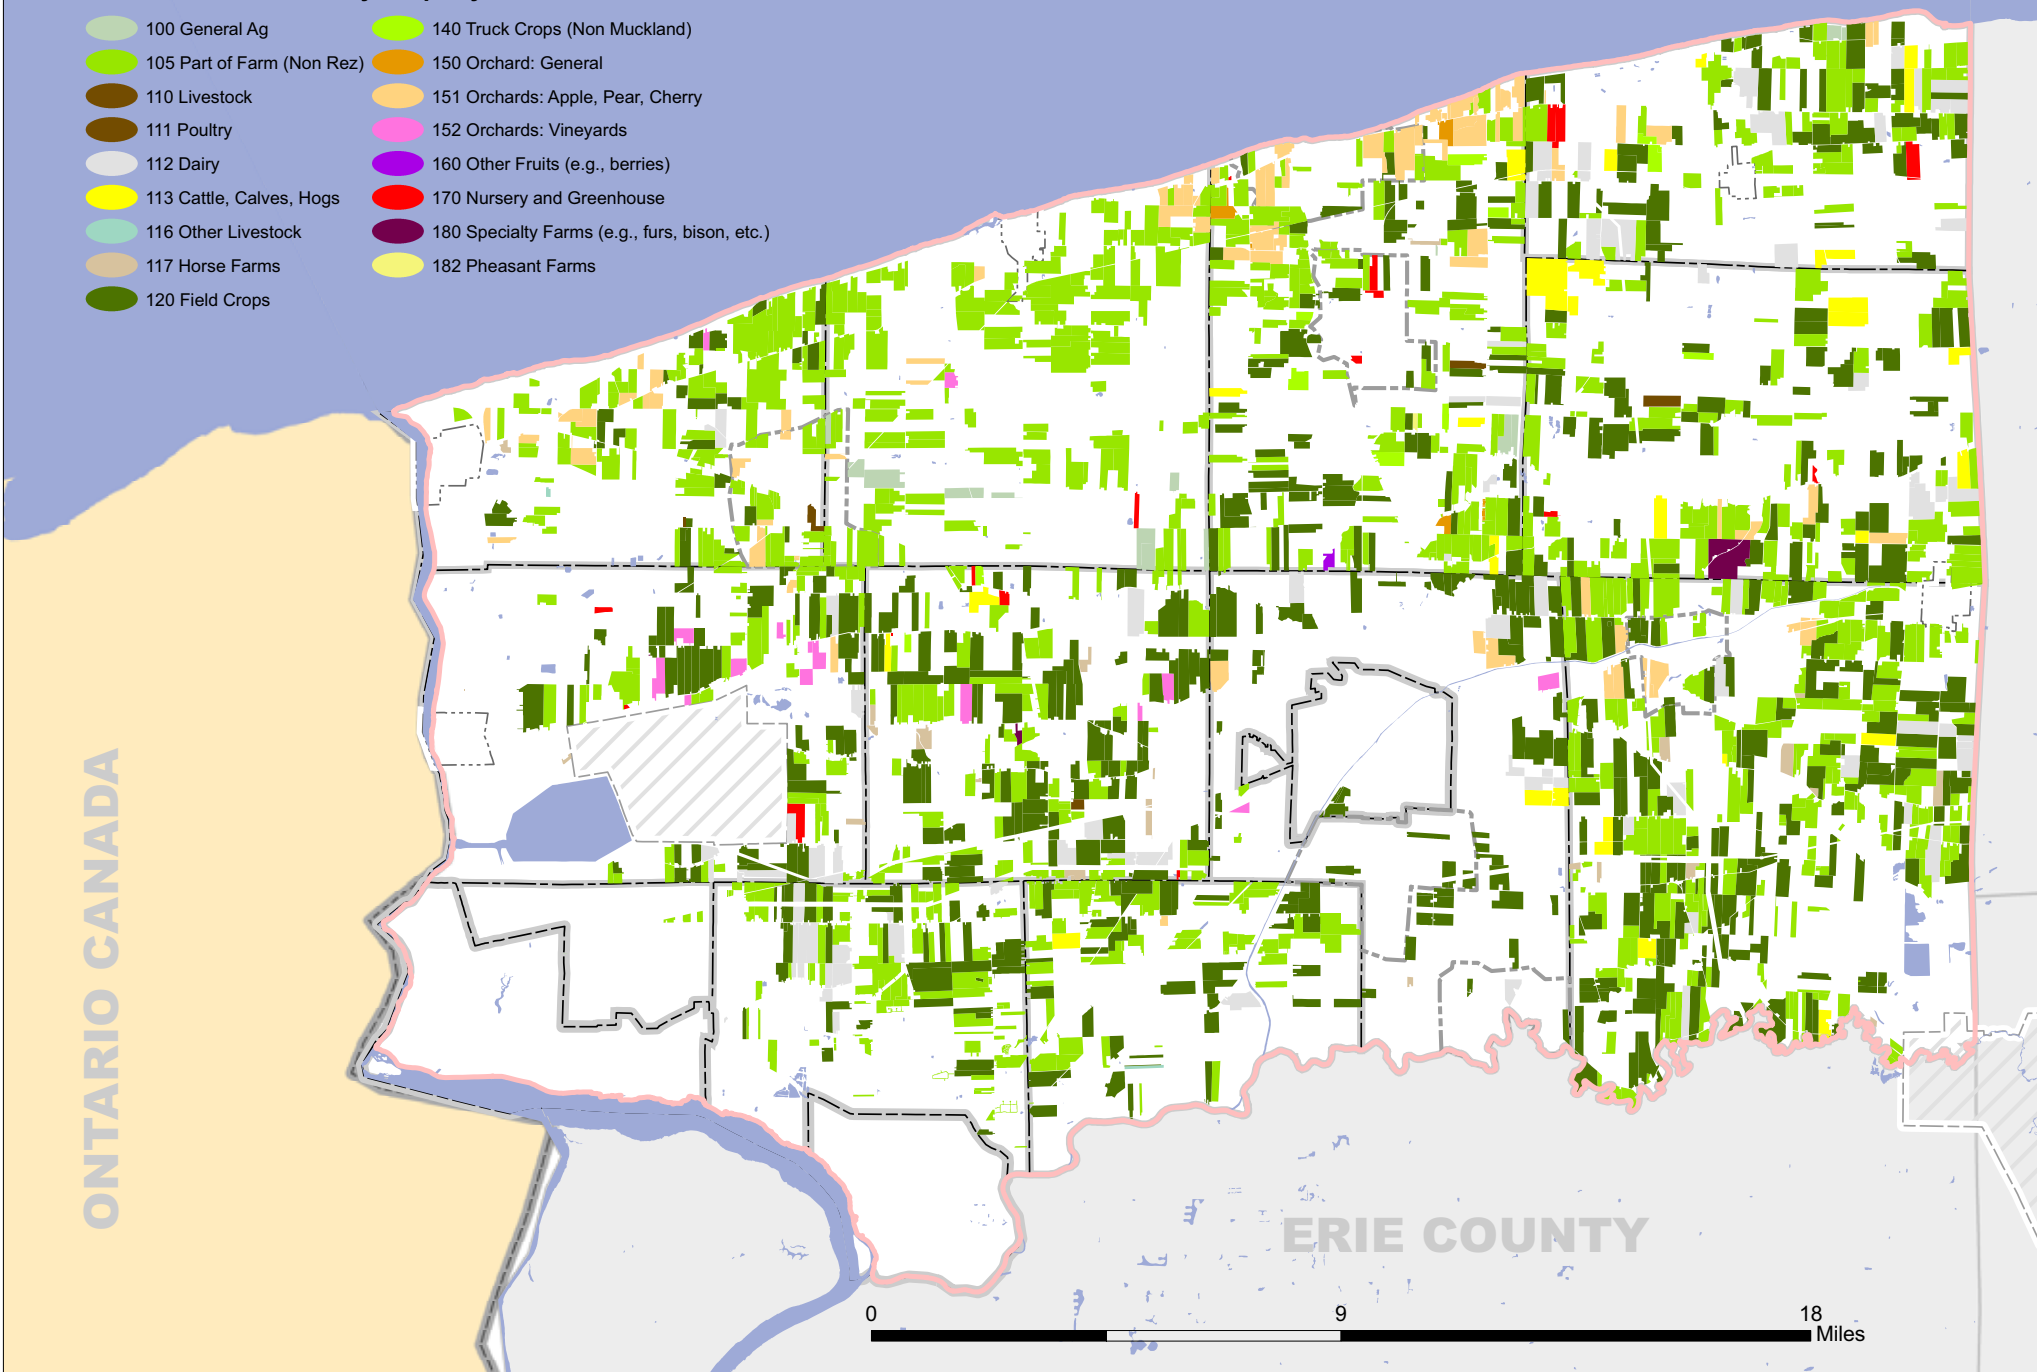 100 General Ag
105 Part of Farm (Non Rez)
110 Livestock
111 Poultry
112 Dairy
113 Cattle, Calves, Hogs
116 Other Livestock
117 Horse Farms
120 Field Crops
140 Truck Crops (Non Muckland)
150 Orchard: General
151 Orchards: Apple, Pear, Cherry
152 Orchards: Vineyards
160 Other Fruits (e.g., berries)
170 Nursery and Greenhouse
180 Specialty Farms (e.g., furs, bison, etc.)
182 Pheasant Farms
ONTARIO CANADA
ERIE COUNTY
0 9 18
Miles